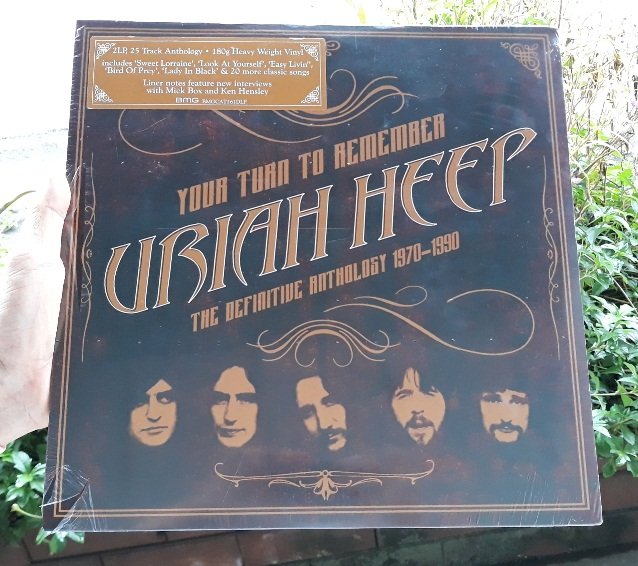 2LP, 25 Track Anthology • 180g Heavy Weight Vinyl
includes 'Sweet Lorraine', 'Look At Yourself', 'Easy Livin'',
'Bird Of Prey', 'Lady In Black' & 20 more classic songs
Liner notes feature new interviews
with Mick Box and Ken Hensley
BMG BMGCAT161DLP
YOUR TURN TO REMEMBER
URIAH HEEP
THE DEFINITIVE ANTHOLOGY 1970–1990